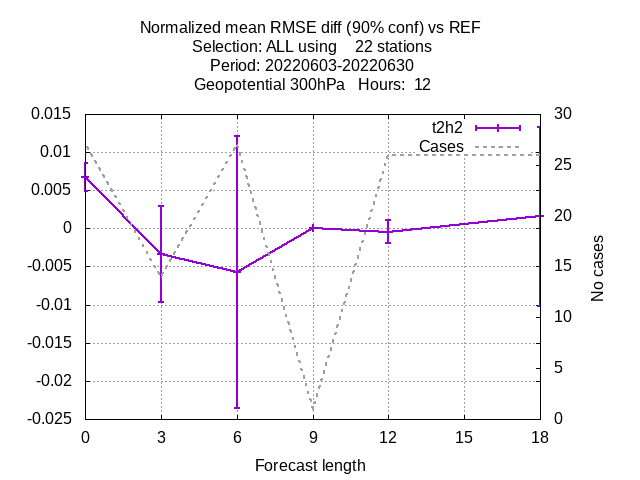 Normalized mean RMSE diff (90% conf) vs REF
Selection: ALL using 22 stations
Period: 20220603-20220630
Geopotential 300hPa Hours: 12
0.015
0.01
0.005
0
-0.005
-0.01
-0.015
-0.02
-0.025
t2h2
Cases
30
25
20
15
10
5
0
No cases
0 3 6 9 12 15 18
Forecast length